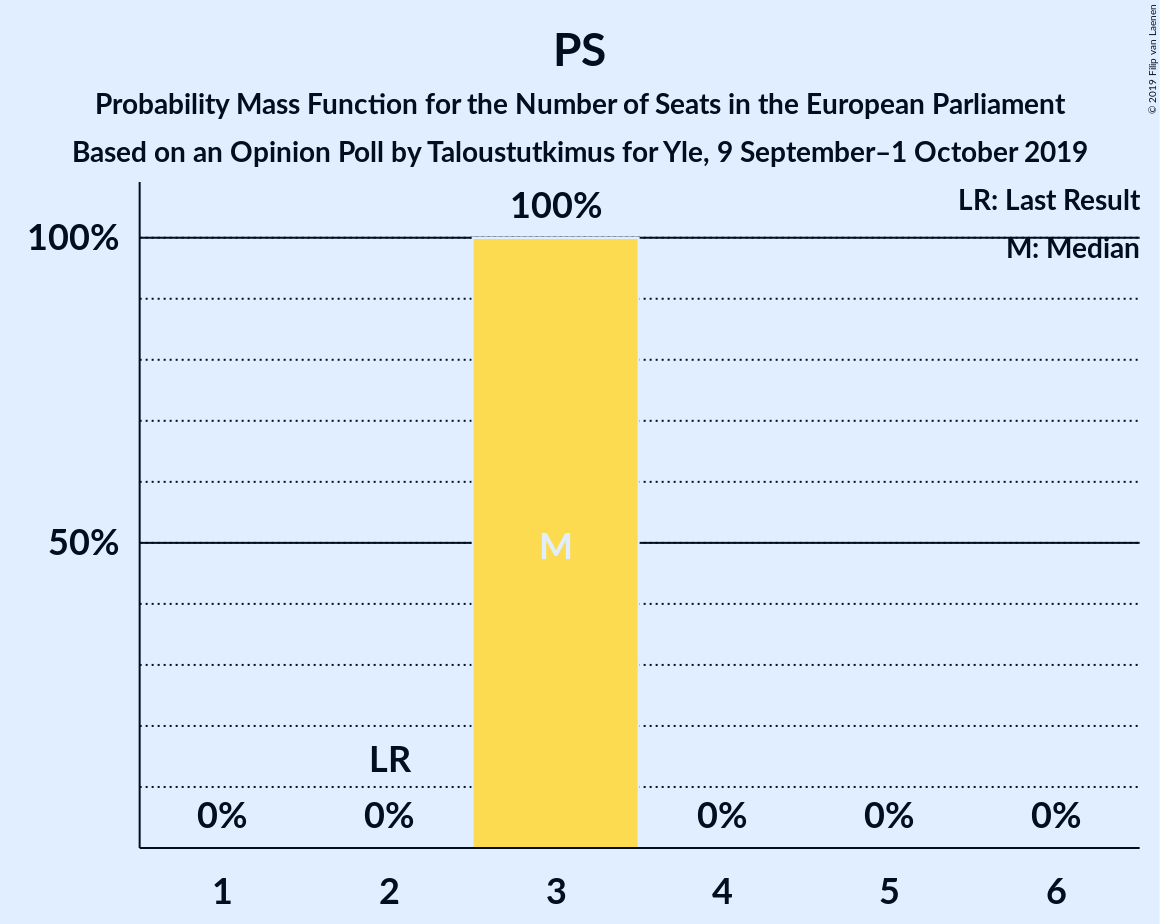 PS
Probability Mass Function for the Number of Seats in the European Parliament
Based on an Opinion Poll by Taloustutkimus for Yle, 9 September–1 October 2019
© 2019 Filip van Laenen
LR: Last Result
M: Median
100%
100%
50%
M
LR
0%
0%
0%
0%
0%
1
2
3
4
5
6